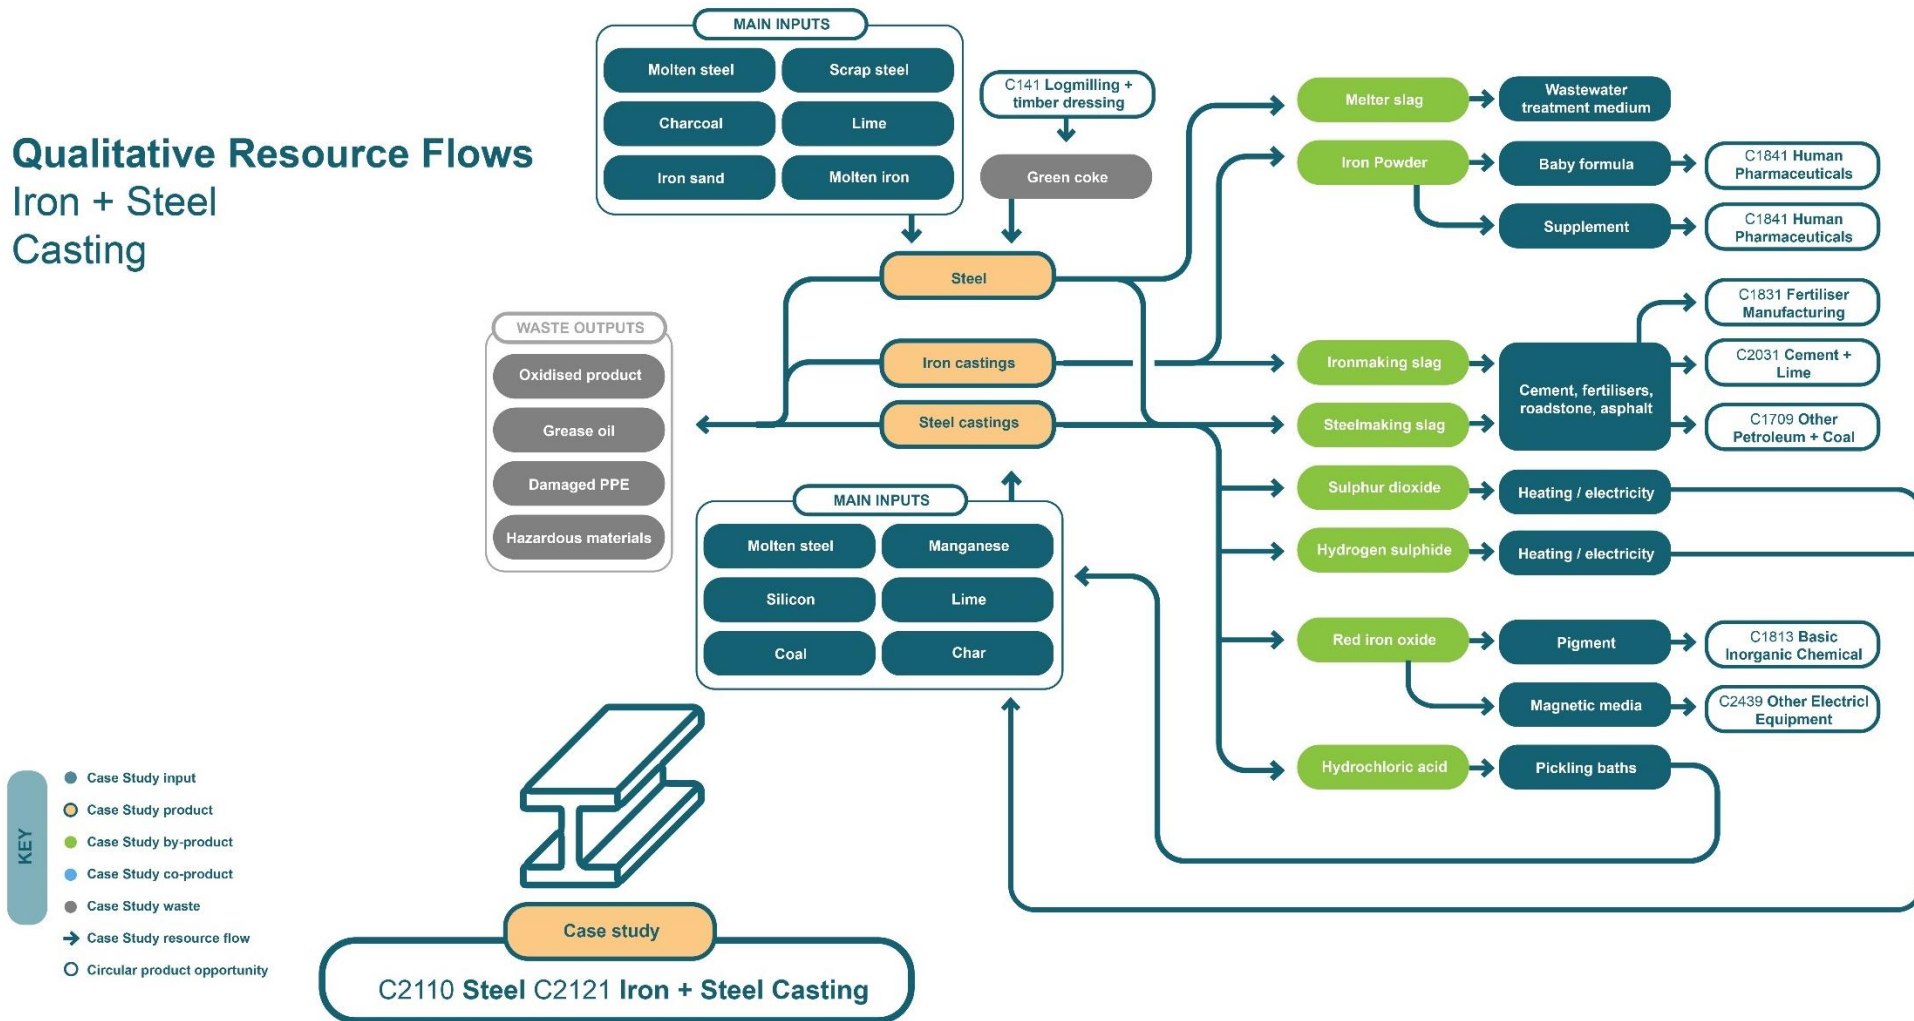 Qualitative Resource Flows
Iron + Steel
Casting
MAIN INPUTS
Molten steel
Scrap steel
Charcoal
Lime
Iron sand
Molten iron
C141 Logmilling +
timber dressing
Green coke
Steel
Iron castings
Steel castings
WASTE OUTPUTS
Oxidised product
Grease oil
Damaged PPE
Hazardous materials
MAIN INPUTS
Molten steel
Manganese
Silicon
Lime
Coal
Char
Melter slag
Wastewater
treatment medium
Iron Powder
Baby formula
C1841 Human
Pharmaceuticals
Supplement
C1841 Human
Pharmaceuticals
Ironmaking slag
Steelmaking slag
Cement, fertilisers,
roadstone, asphalt
C1831 Fertiliser
Manufacturing
C2031 Cement +
Lime
C1709 Other
Petroleum + Coal
Sulphur dioxide
Heating / electricity
Hydrogen sulphide
Heating / electricity
Red iron oxide
Pigment
C1813 Basic
Inorganic Chemical
Magnetic media
C2439 Other Electricl
Equipment
Hydrochloric acid
Pickling baths
KEY
Case Study input
Case Study product
Case Study by-product
Case Study co-product
Case Study waste
Case Study resource flow
Circular product opportunity
Case study
C2110 Steel C2121 Iron + Steel Casting